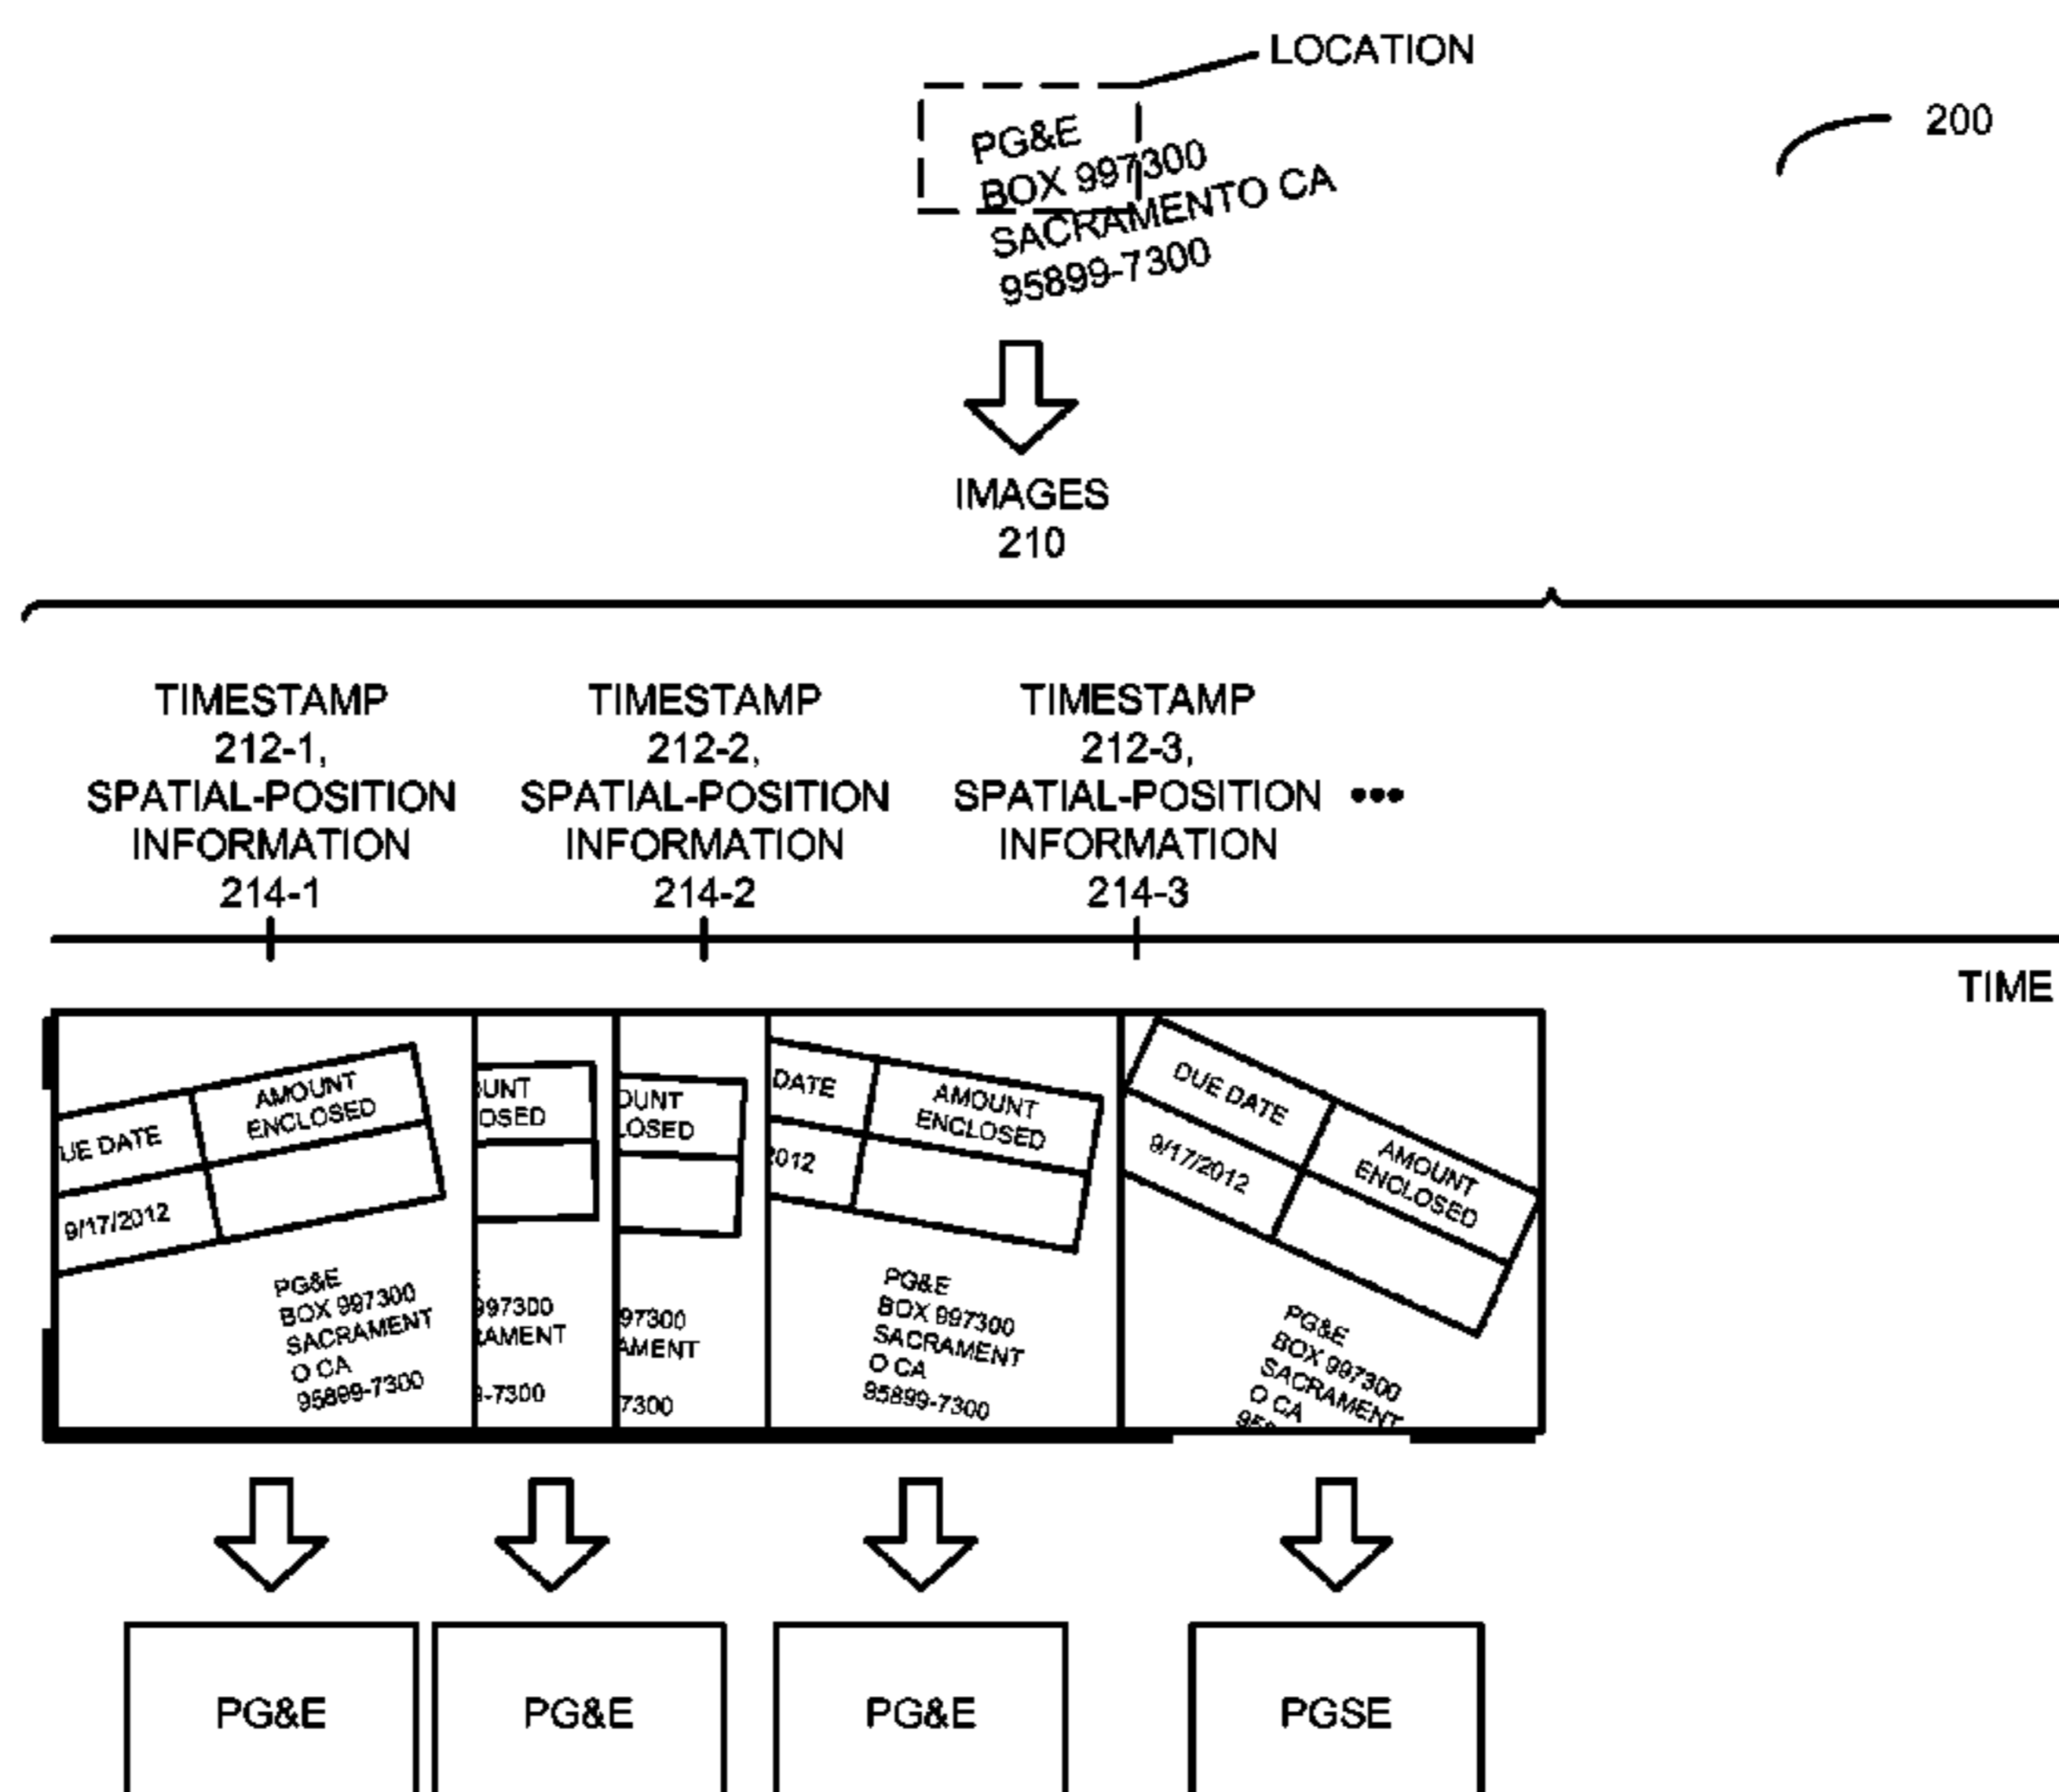 LOCATION
200
PG&E
BOX 997300
SACRAMENTO CA
95899-7300
IMAGES
210
TIMESTAMP
212-1,
SPATIAL-POSITION
INFORMATION
214-1
TIMESTAMP
212-2,
SPATIAL-POSITION
INFORMATION
214-2
TIMESTAMP
212-3,
SPATIAL-POSITION •••
INFORMATION
214-3
TIME
UE DATE
AMOUNT
ENCLOSED
9/17/2012
PG&E
BOX 997300
SACRAMENT
O CA
95899-7300
UNT
OSED
997300
AMENT
-7300
OUNT
LOSED
97300
AMENT
7300
DATE
AMOUNT
ENCLOSED
2012
PG&E
BOX 997300
SACRAMENT
O CA
95899-7300
DUE DATE
AMOUNT
ENCLOSED
9/17/2012
PG&E
BOX 997300
SACRAMENT
O CA
PG&E
PG&E
PG&E
PGSE